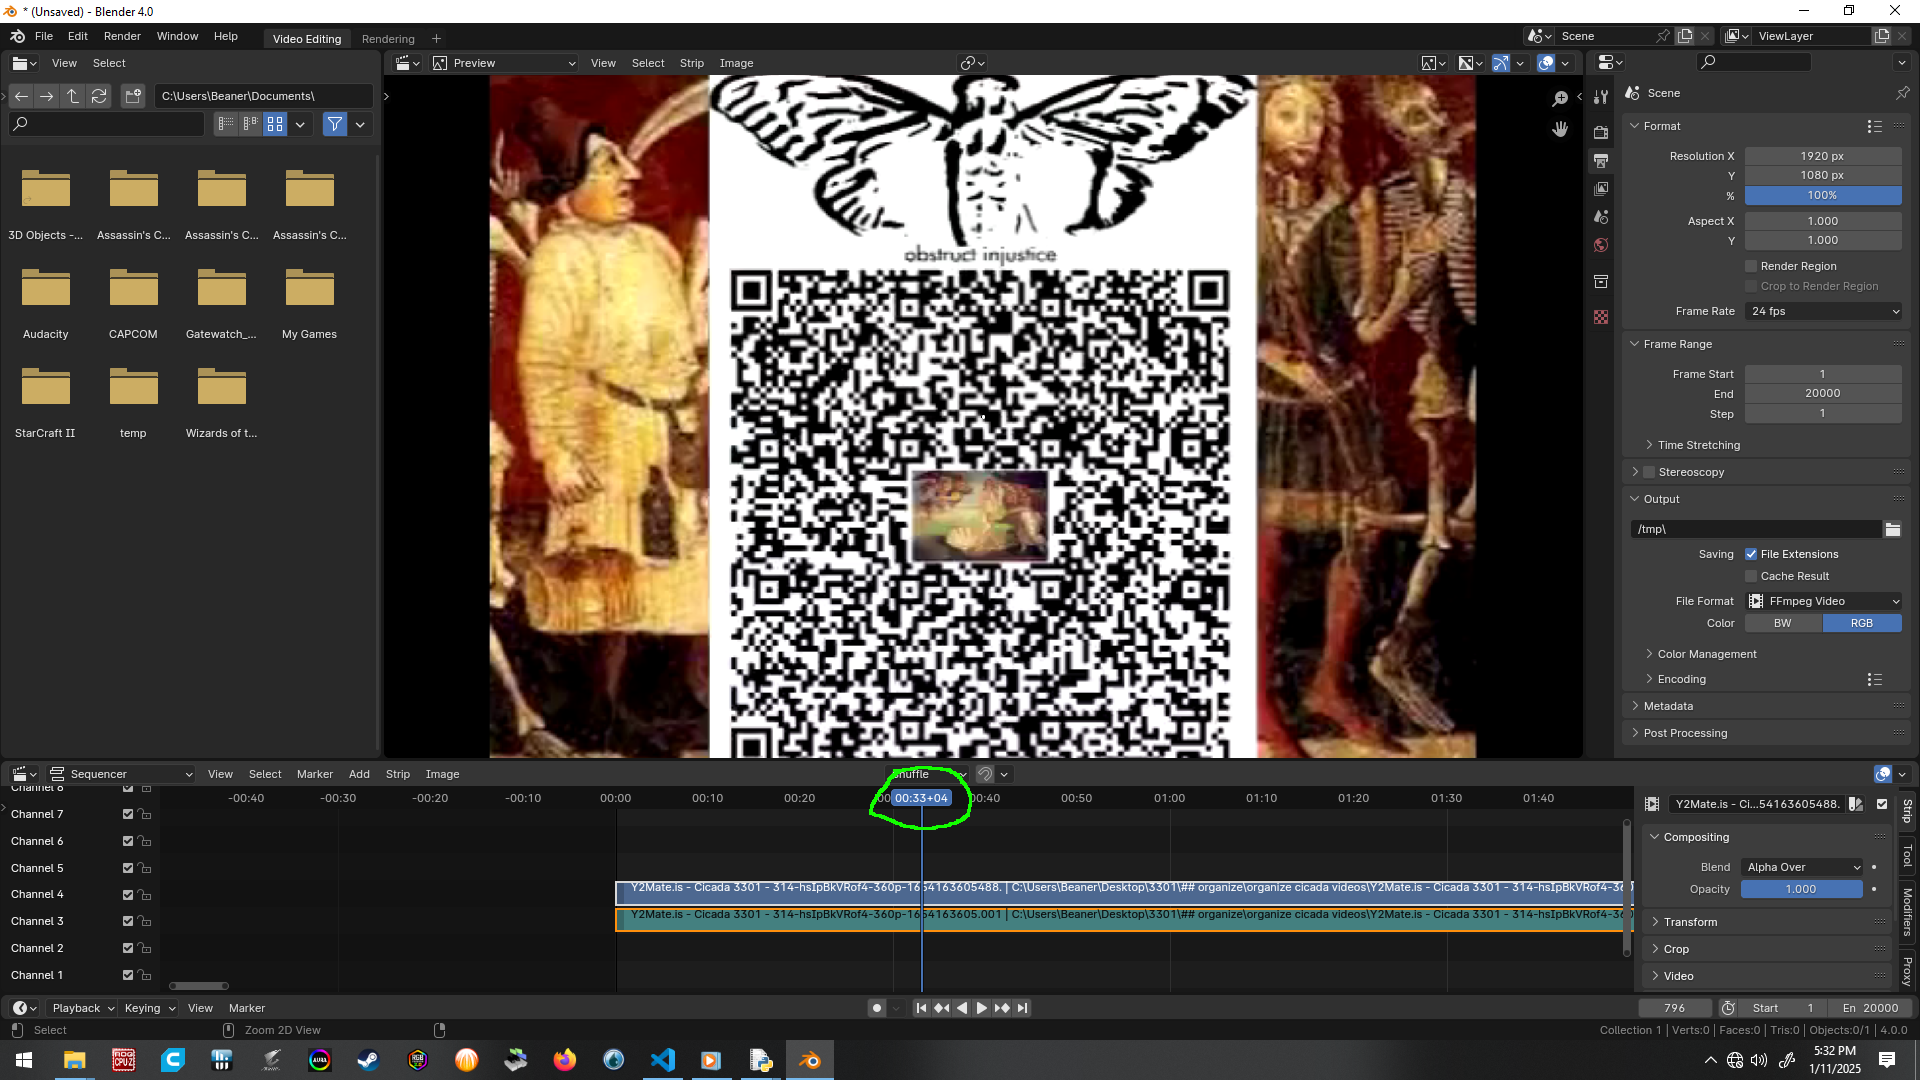 * (Unsaved) - Blender 4.0
File Edit Render Window Help Video Editing Rendering + Scene ViewLayer
View Select
C:\Users\Beaner\Documents\
3D Objects -... Assassin's C... Assassin's C... Assassin's C...
Audacity CAPCOM Gatewatch_... My Games
StarCraft II temp Wizards of t...
Preview View Select Strip Image
obstruct injustice
Scene
Format
Resolution X 1920 px
Y 1080 px
% 100%
Aspect X 1.000
Y 1.000
Render Region
Crop to Render Region
Frame Rate 24 fps
Frame Range
Frame Start 1
End 20000
Step 1
Time Stretching
Stereoscopy
Output
/tmp\
Saving File Extensions
Cache Result
File Format FFmpeg Video
Color BW RGB
Color Management
Encoding
Metadata
Post Processing
Sequencer View Select Marker Add Strip Image Shuffle
-00:40 -00:30 -00:20 -00:10 00:00 00:10 00:20 00:33+04 00:40 00:50 01:00 01:10 01:20 01:30 01:40
Channel 8
Channel 7
Channel 6
Channel 5
Channel 4
Channel 3
Channel 2
Channel 1
Y2Mate.is - Cicada 3301 - 314-hsIpBkVRof4-360p-1654163605488. | C:\Users\Beaner\Desktop\3301\## organize\organize cicada videos\Y2Mate.is - Cicada 3301 - 314-hsIpBkVRof4-36
Y2Mate.is - Cicada 3301 - 314-hsIpBkVRof4-360p-1654163605.001 | C:\Users\Beaner\Desktop\3301\## organize\organize cicada videos\Y2Mate.is - Cicada 3301 - 314-hsIpBkVRof4-360
Y2Mate.is - Ci...54163605488.
Compositing
Blend Alpha Over
Opacity 1.000
Transform
Crop
Video
Strip
Tool
Modifiers
Proxy
Playback Keying View Marker 796 Start 1 En 20000
Select Zoom 2D View Collection 1 | Verts:0 | Faces:0 | Tris:0 | Objects:0/1 | 4.0.0
5:32 PM
1/11/2025